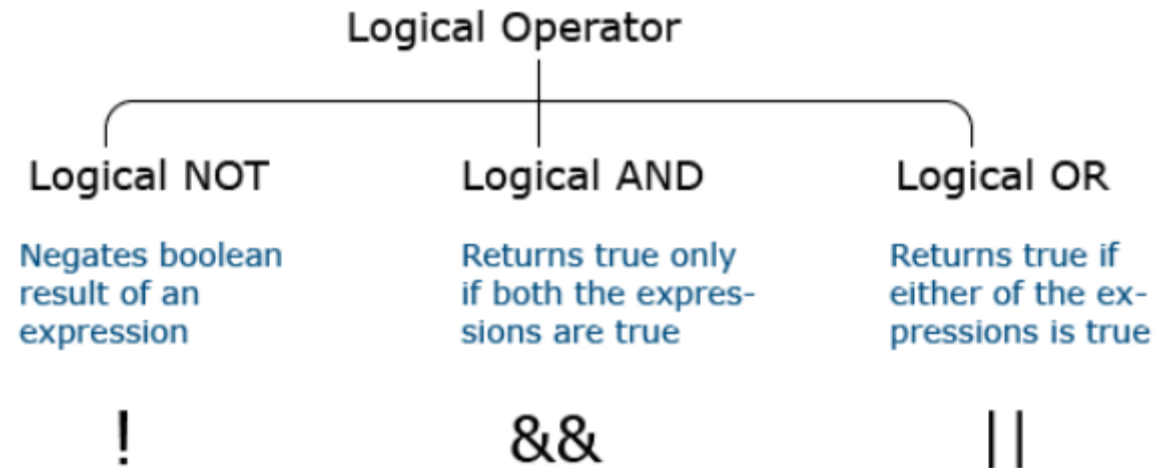 Logical Operator
Logical NOT
Logical AND
Logical OR
Negates boolean
result of an
expression
Returns true only
if both the expres-
sions are true
Returns true if
either of the ex-
pressions is true
!
&&
||